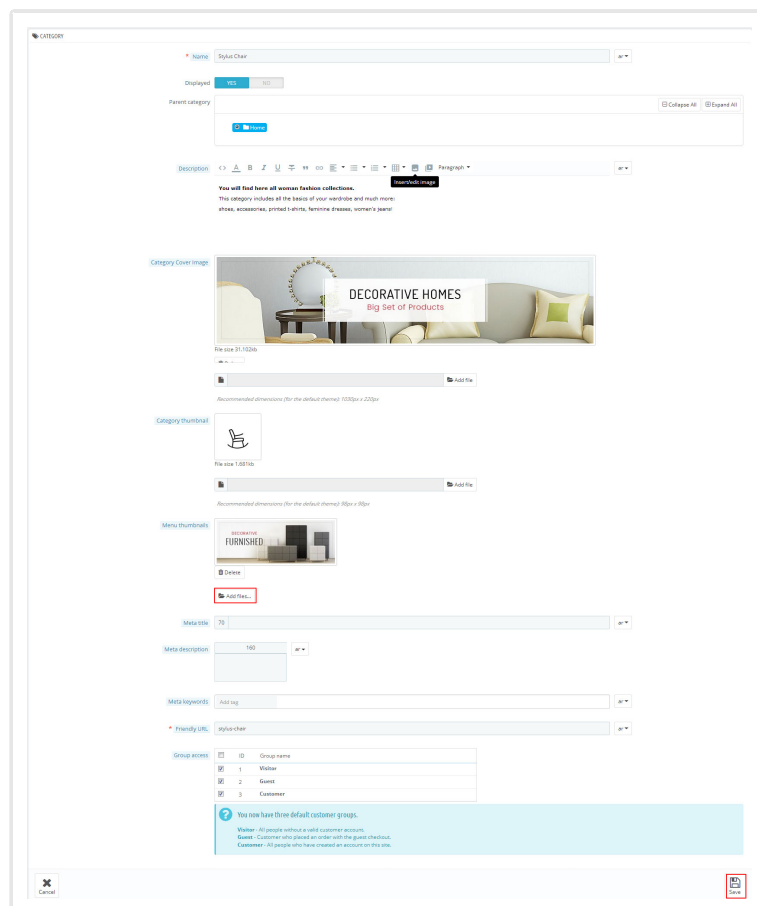 CATEGORY
* Name Stylus Chair ar
Displayed YES NO
Parent category Collapse All Expand All
Home
Description <> A B I U Paragraph ar
Insert/edit image
You will find here all woman fashion collections.
This category includes all the basics of your wardrobe and much more:
shoes, accessories, printed t-shirts, feminine dresses, women's jeans!
Category Cover Image
DECORATIVE HOMES
Big Set of Products
File size 31.102kb
Add file
Recommended dimensions (for the default theme): 1030px x 220px
Category thumbnail
File size 1.681kb
Add file
Recommended dimensions (for the default theme): 98px x 98px
Menu thumbnails
DECORATIVE
FURNISHED
Delete
Add files...
Meta title 70 ar
Meta description 160 ar
Meta keywords Add tag ar
* Friendly URL stylus-chair ar
Group access ID Group name
1 Visitor
2 Guest
3 Customer
? You now have three default customer groups.
Visitor - All people without a valid customer account.
Guest - Customer who placed an order with the guest checkout.
Customer - All people who have created an account on this site.
Cancel Save